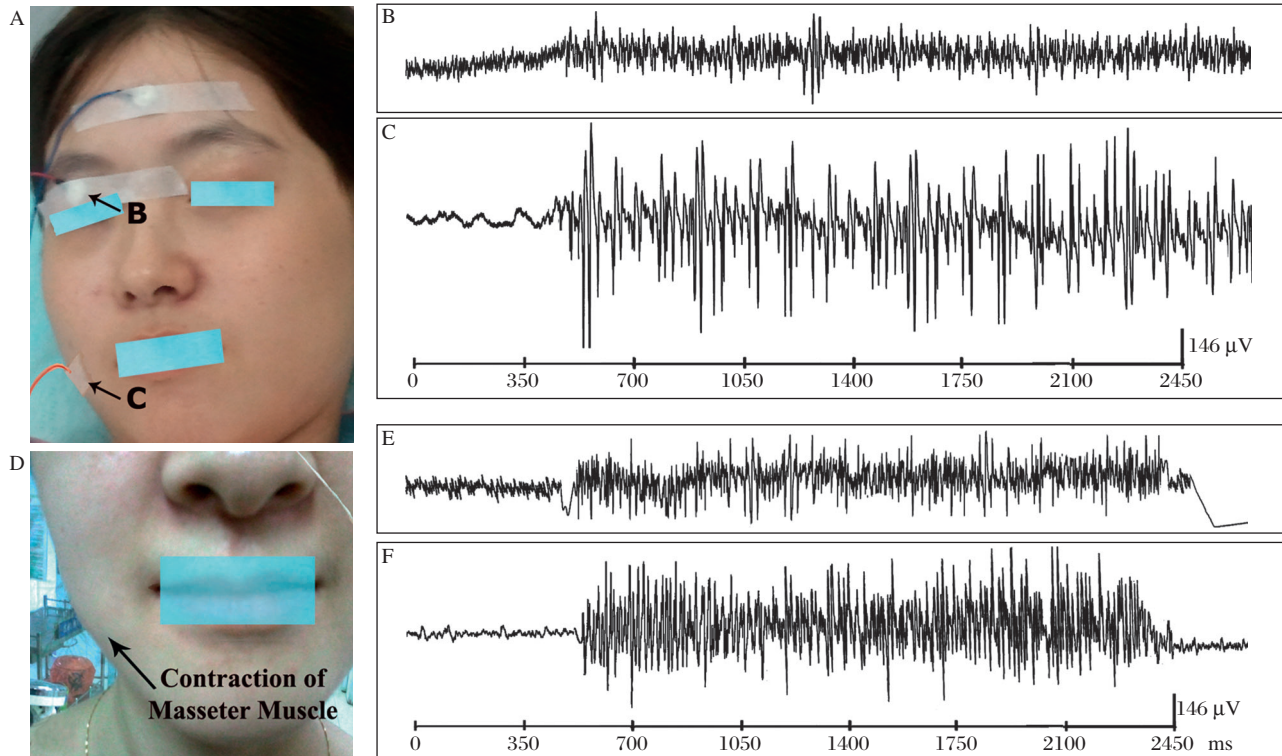 A
B
C
B
C
146 μV
0 350 700 1050 1400 1750 2100 2450
D
Contraction of
Masseter Muscle
E
F
146 μV
0 350 700 1050 1400 1750 2100 2450 ms